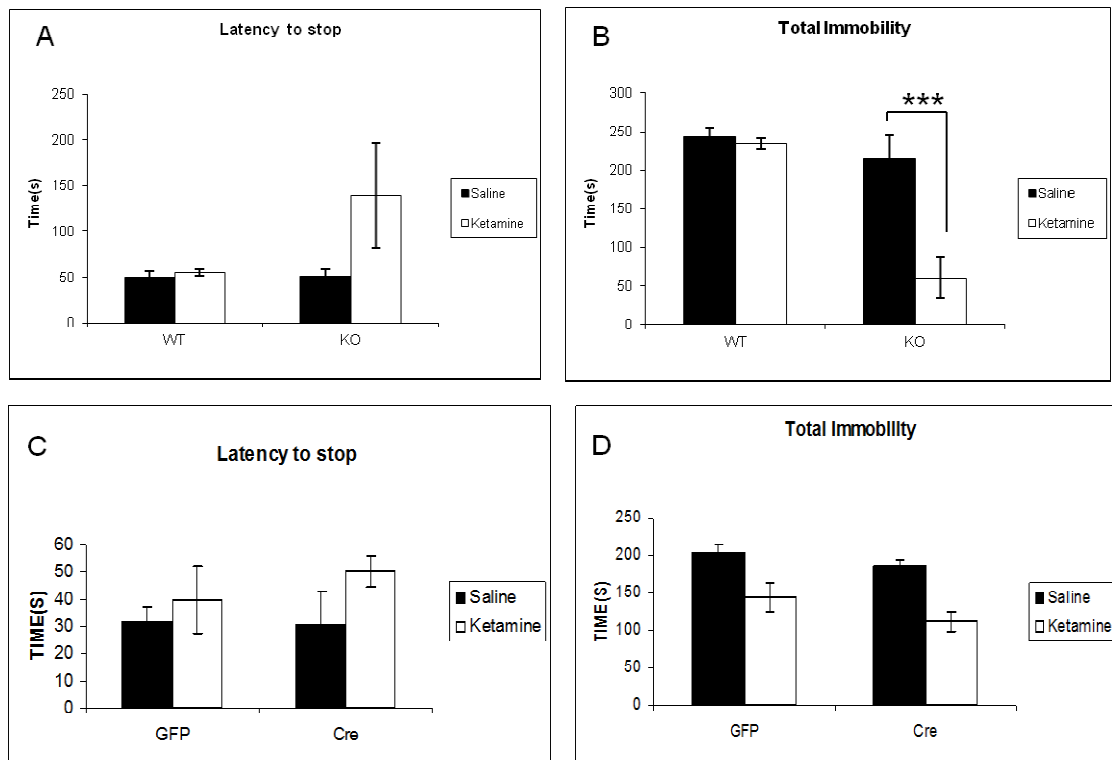 A
Latency to stop
Time(s)
250
200
150
100
50
0
WT
KO
Saline
Ketamine
B
Total Immobility
Time(s)
300
250
200
150
100
50
0
***
WT
KO
Saline
Ketamine
C
Latency to stop
TIME(S)
60
50
40
30
20
10
0
GFP
Cre
Saline
Ketamine
D
Total Immobility
TIME(S)
250
200
150
100
50
0
GFP
Cre
Saline
Ketamine